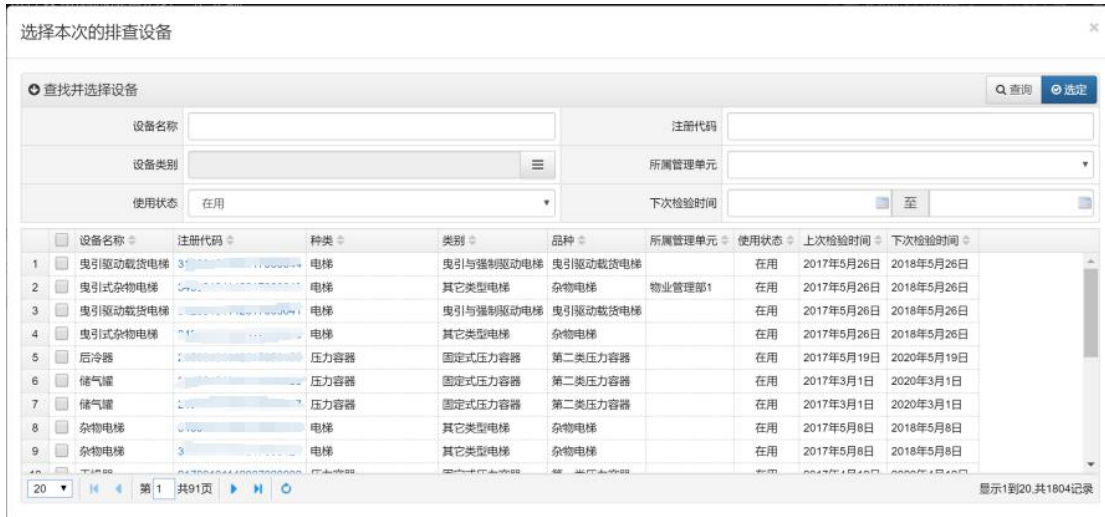 选择本次的排查设备 ×
查找并选择设备 查询 选定
设备名称 注册代码
设备类别 所属管理单元
使用状态 在用 下次检验时间 至
设备名称 注册代码 种类 类别 品种 所属管理单元 使用状态 上次检验时间 下次检验时间
1 曳引驱动载货电梯 电梯 曳引与强制驱动电梯 曳引驱动载货电梯 在用 2017年5月26日 2018年5月26日
2 曳引式杂物电梯 电梯 其它类型电梯 杂物电梯 物业管理部1 在用 2017年5月26日 2018年5月26日
3 曳引驱动载货电梯 电梯 曳引与强制驱动电梯 曳引驱动载货电梯 在用 2017年5月26日 2018年5月26日
4 曳引式杂物电梯 电梯 其它类型电梯 杂物电梯 在用 2017年5月26日 2018年5月26日
5 后冷器 压力容器 固定式压力容器 第二类压力容器 在用 2017年5月19日 2020年5月19日
6 储气罐 压力容器 固定式压力容器 第二类压力容器 在用 2017年3月1日 2020年3月1日
7 储气罐 压力容器 固定式压力容器 第二类压力容器 在用 2017年3月1日 2020年3月1日
8 杂物电梯 电梯 其它类型电梯 杂物电梯 在用 2017年5月8日 2018年5月8日
9 杂物电梯 电梯 其它类型电梯 杂物电梯 在用 2017年5月8日 2018年5月8日
20 第 1 共91页 显示1到20,共1804记录